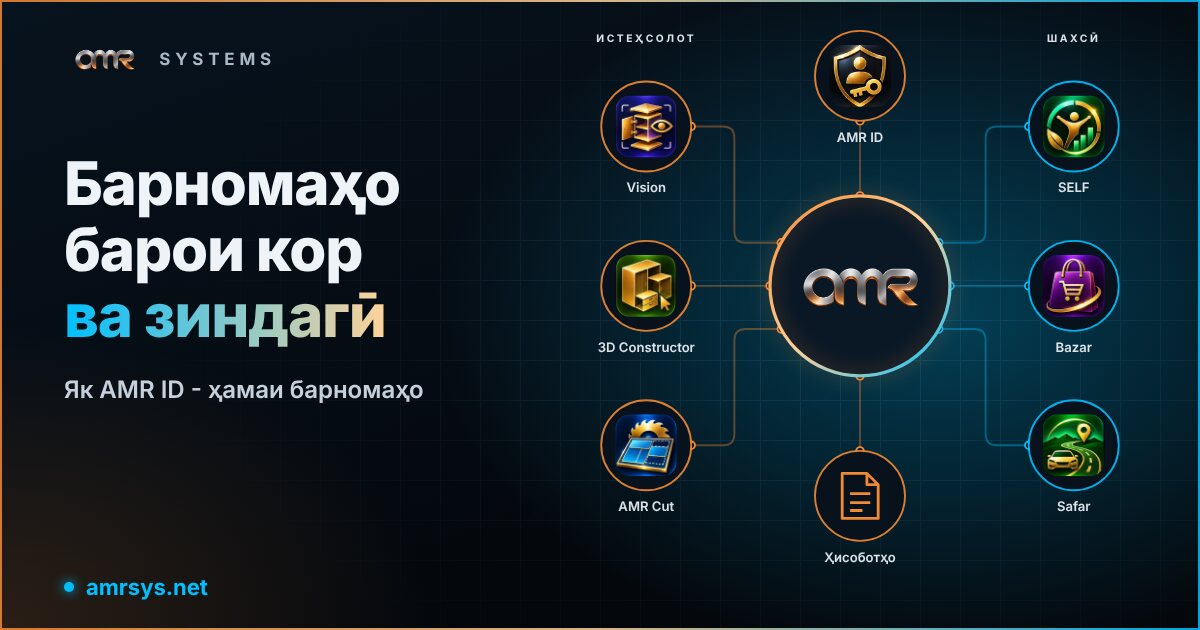 AMR SYSTEMS
Барномаҳо
барои кор
ва зиндагӣ
Як AMR ID - ҳамаи барномаҳо
amrsys.net
ИСТЕҲСОЛОТ
Vision
3D Constructor
AMR Cut
AMR ID
AMR
Ҳисоботҳо
ШАХСӢ
SELF
Bazar
Safar